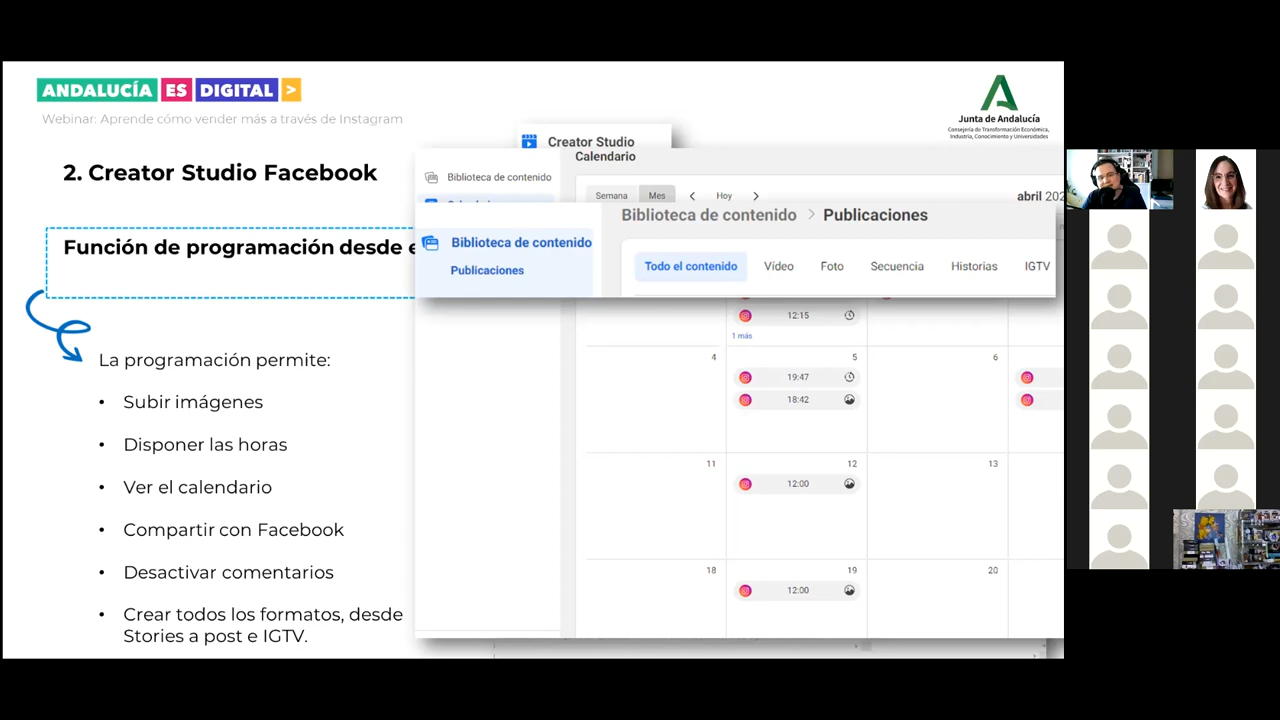 ANDALUCÍA ES DIGITAL >
Webinar: Aprende cómo vender más a través de Instagram
Junta de Andalucía
Consejería de Transformación Económica,
Industria, Conocimiento y Universidades
2. Creator Studio Facebook
Función de programación desde e
La programación permite:
• Subir imágenes
• Disponer las horas
• Ver el calendario
• Compartir con Facebook
• Desactivar comentarios
• Crear todos los formatos, desde
Stories a post e IGTV.
Creator Studio
Calendario
Biblioteca de contenido
Semana Mes Hoy abril 202
Biblioteca de contenido > Publicaciones
Biblioteca de contenido
Publicaciones
Todo el contenido Vídeo Foto Secuencia Historias IGTV
12:15
1 más
4 5 6
19:47
18:42
11 12 13
12:00
18 19 20
12:00